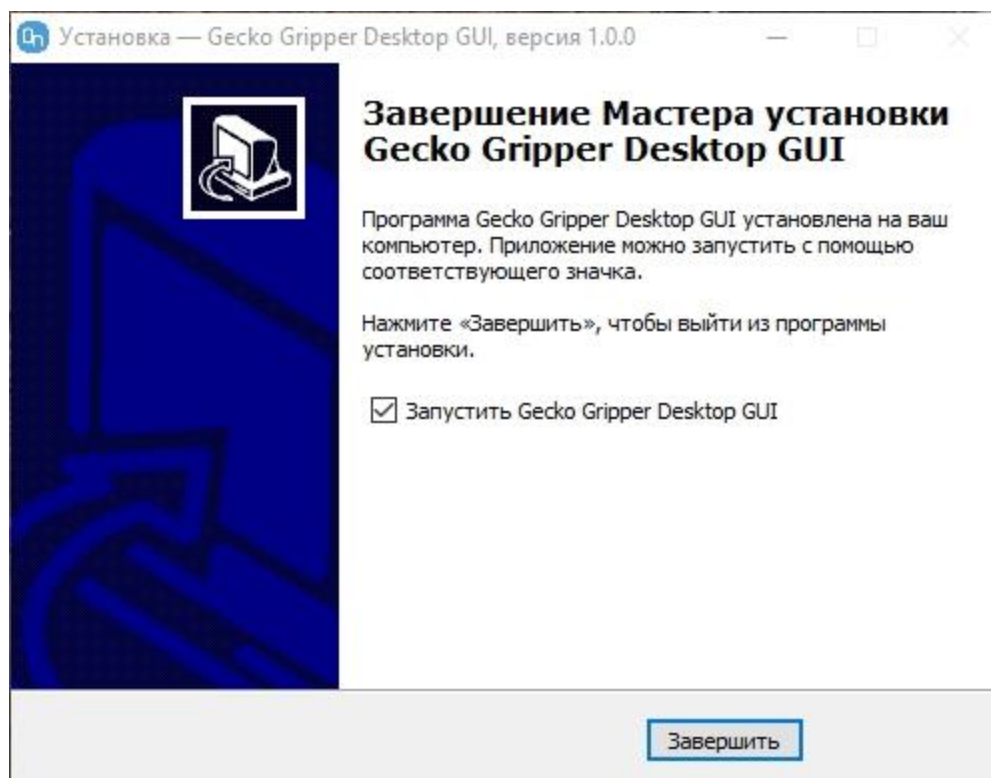 Установка — Gecko Gripper Desktop GUI, версия 1.0.0
Завершение Мастера установки
Gecko Gripper Desktop GUI
Программа Gecko Gripper Desktop GUI установлена на ваш
компьютер. Приложение можно запустить с помощью
соответствующего значка.
Нажмите «Завершить», чтобы выйти из программы
установки.
Запустить Gecko Gripper Desktop GUI
Завершить